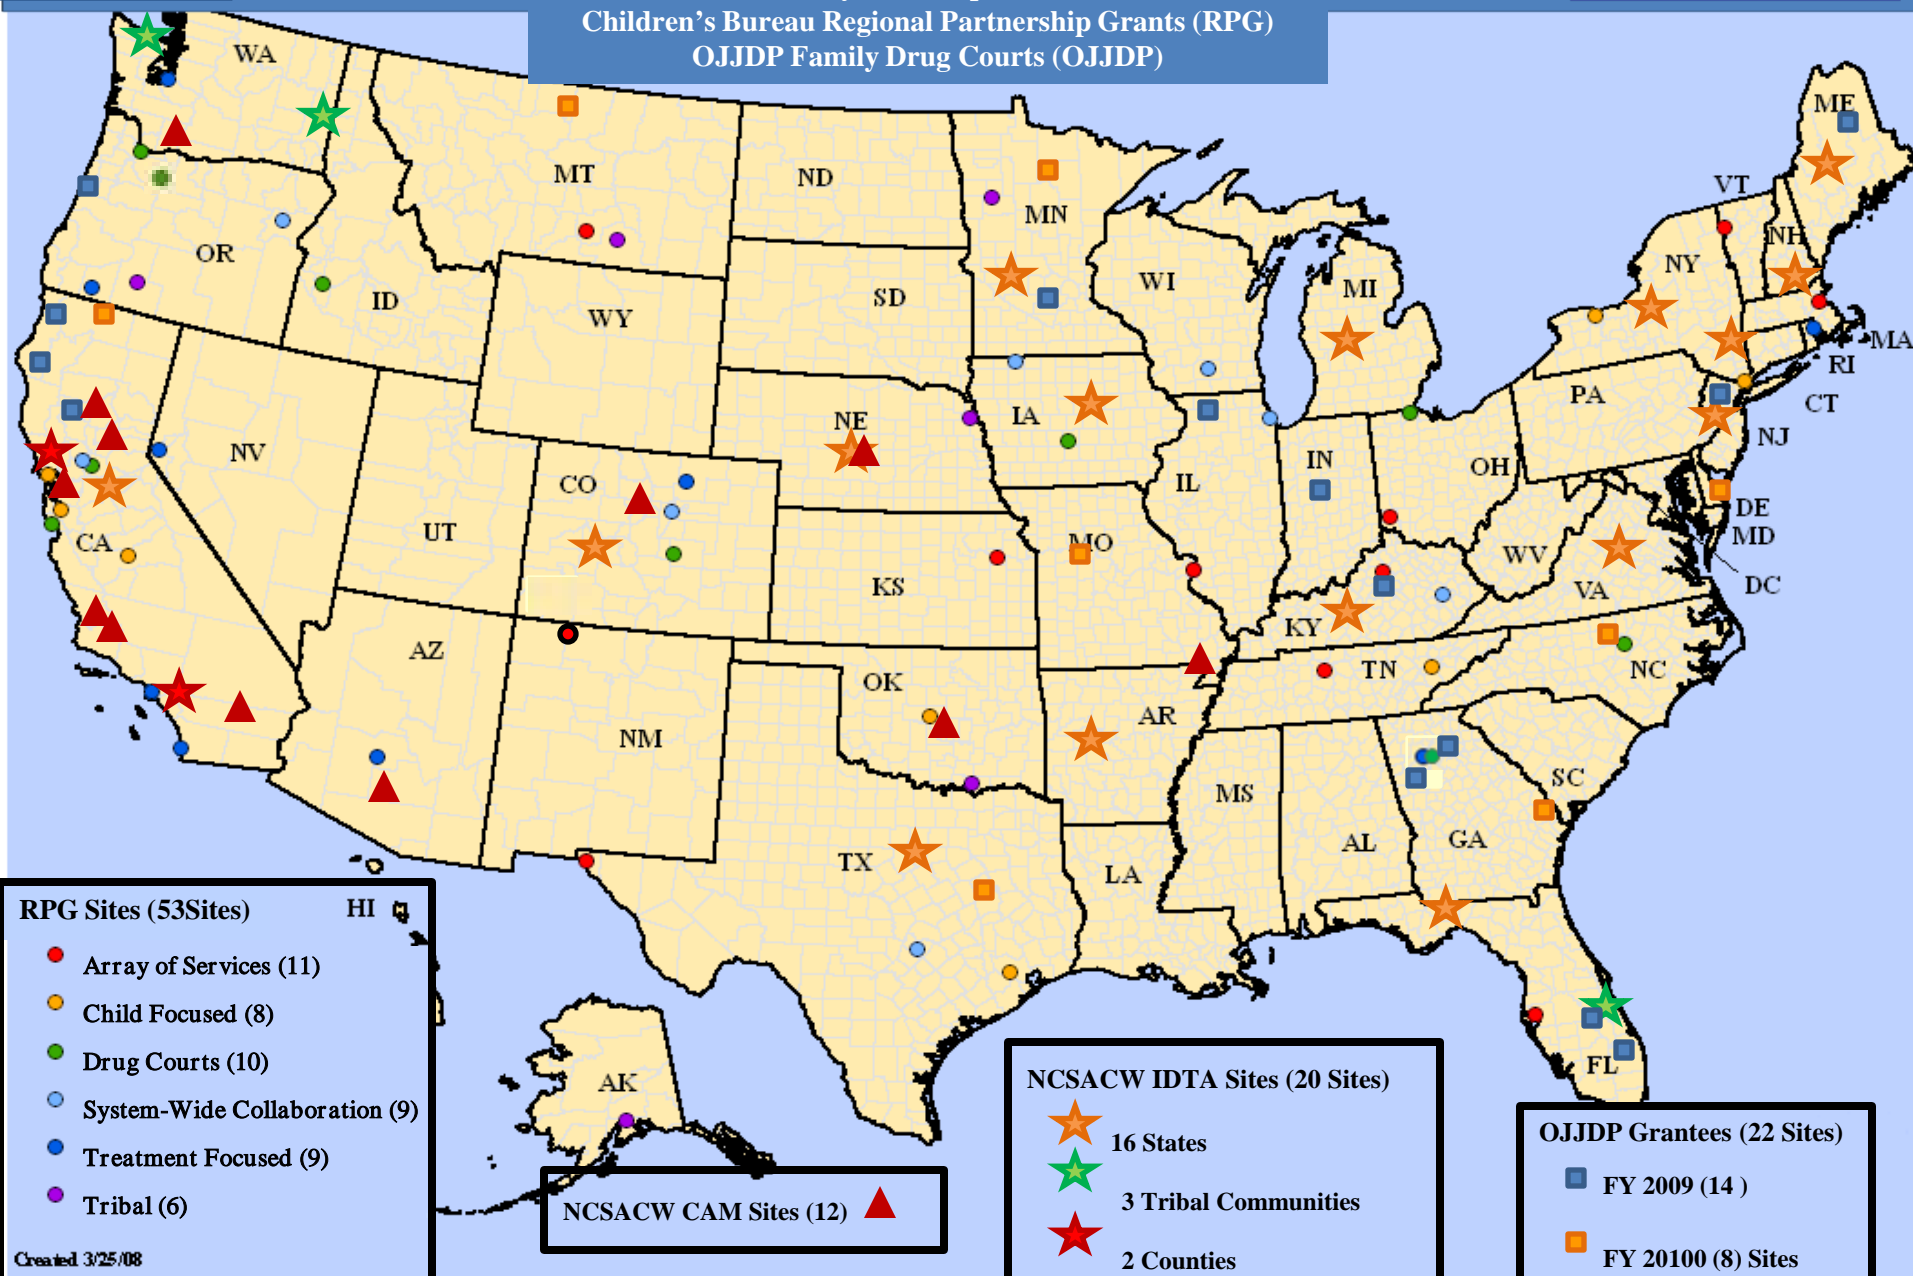 Children's Bureau Regional Partnership Grants (RPG)
OJJDP Family Drug Courts (OJJDP)
WA
ME
MT
ND
VT
MN
NH
OR
NY
WI
ID
SD
MI
WY
MA
RI
PA
CT
NE
IA
NJ
NV
IN
OH
CO
IL
DE
UT
MO
MD
CA
WV
KS
VA
DC
KY
AZ
TN
NC
OK
AR
NM
SC
MS
GA
AL
TX
LA
HI
FL
AK
RPG Sites (53Sites)
Array of Services (11)
Child Focused (8)
Drug Courts (10)
System-Wide Collaboration (9)
Treatment Focused (9)
Tribal (6)
Created 3/25/08
NCSACW CAM Sites (12)
NCSACW IDTA Sites (20 Sites)
16 States
3 Tribal Communities
2 Counties
OJJDP Grantees (22 Sites)
FY 2009 (14 )
FY 20100 (8) Sites